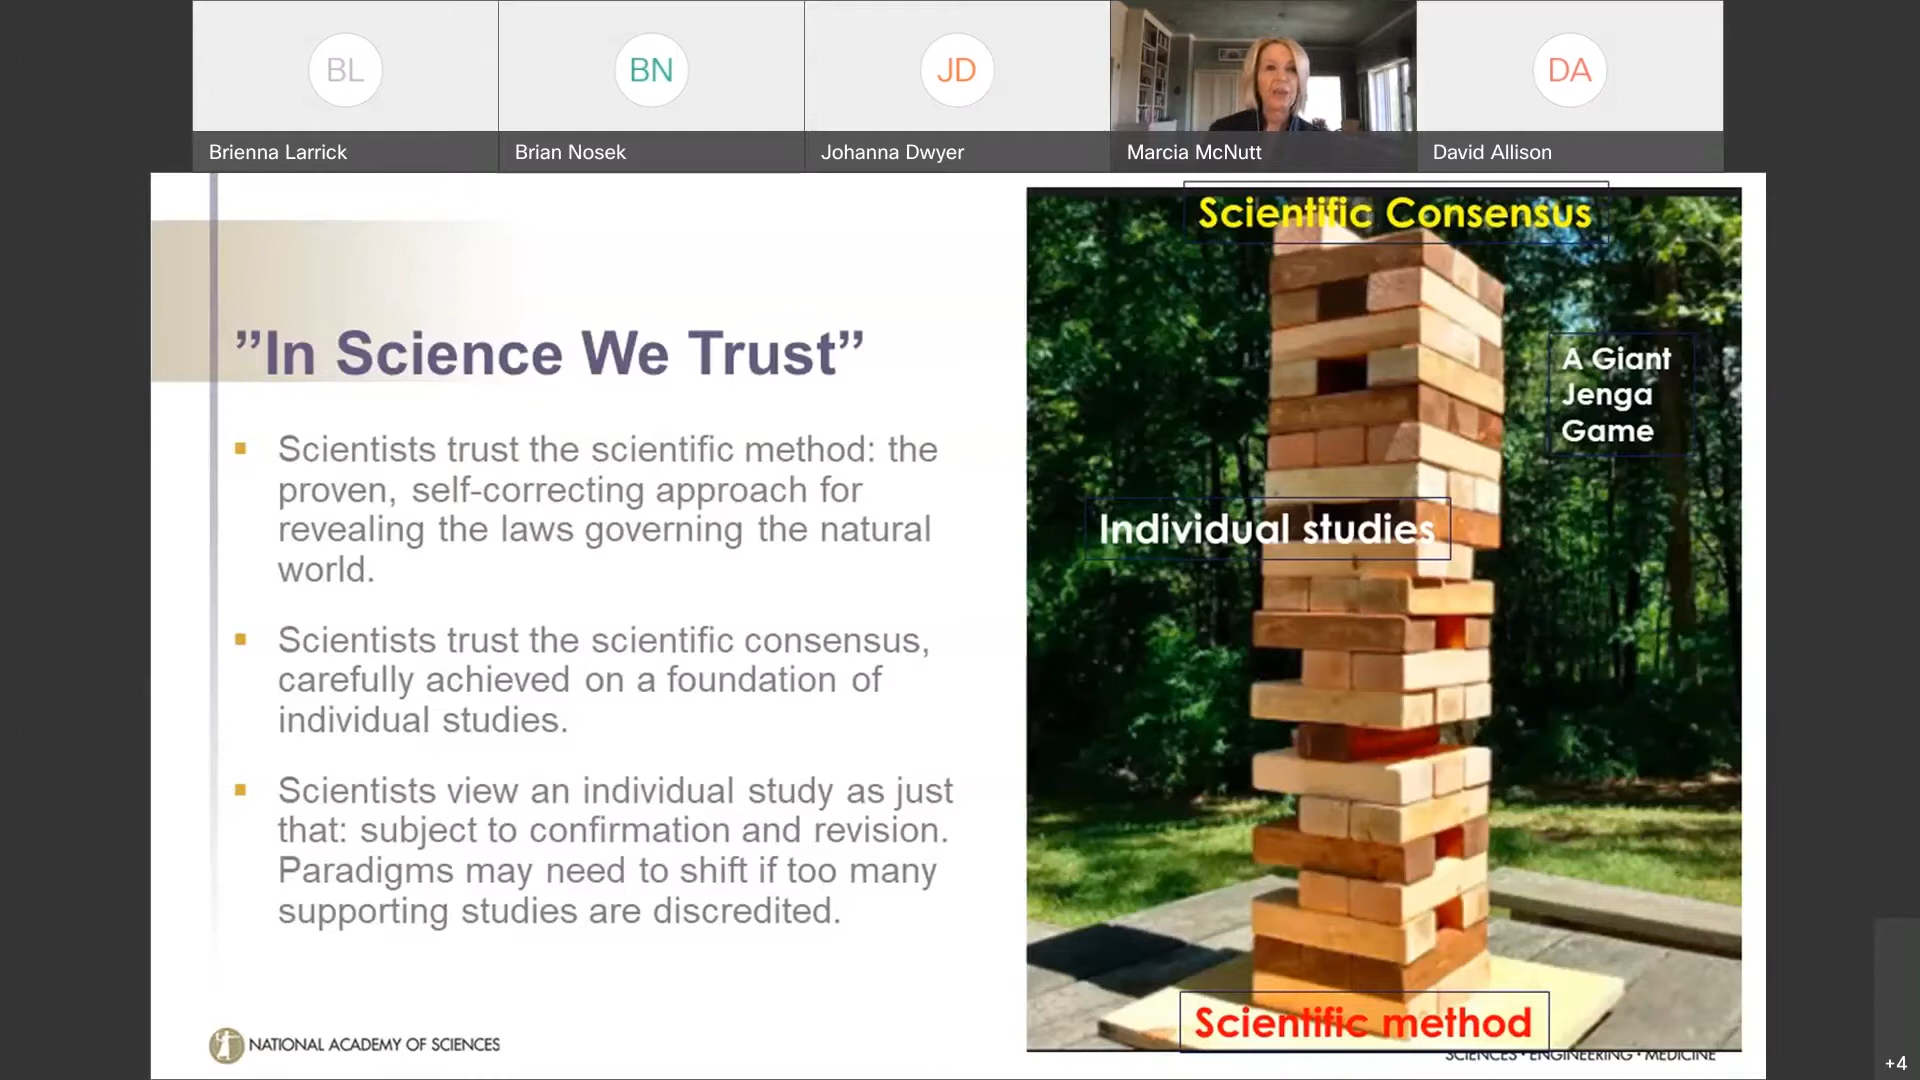 BL
BN
JD
DA
Brienna Larrick
Brian Nosek
Johanna Dwyer
Marcia McNutt
David Allison
”In Science We Trust”
Scientists trust the scientific method: the
proven, self-correcting approach for
revealing the laws governing the natural
world.
Scientists trust the scientific consensus,
carefully achieved on a foundation of
individual studies.
Scientists view an individual study as just
that: subject to confirmation and revision.
Paradigms may need to shift if too many
supporting studies are discredited.
NATIONAL ACADEMY OF SCIENCES
Scientific Consensus
A Giant
Jenga
Game
Individual studies
Scientific method
SCIENCES · ENGINEERING · MEDICINE
+4